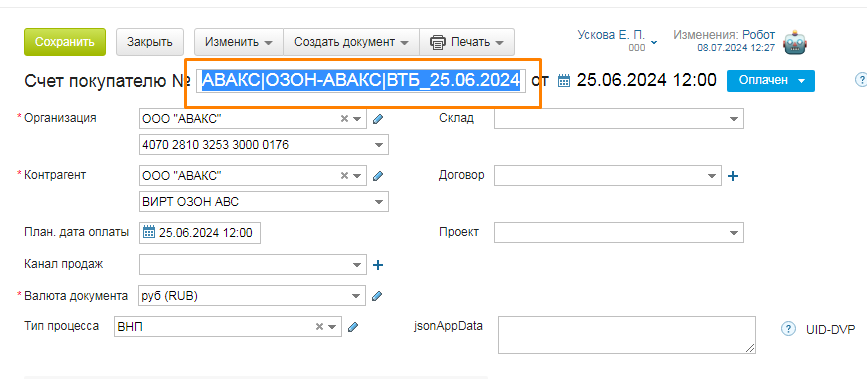 Сохранить Закрыть Изменить Создать документ Печать Ускова Е. П. Изменения: Робот
000 08.07.2024 12:27
Счет покупателю № АВАКС|ОЗОН-АВАКС|ВТБ_25.06.2024 от 25.06.2024 12:00 Оплачен ?
* Организация ООО "АВАКС" Склад
4070 2810 3253 3000 0176
* Контрагент ООО "АВАКС" Договор
ВИРТ ОЗОН АВС
План. дата оплаты 25.06.2024 12:00 Проект
Канал продаж
* Валюта документа руб (RUB)
Тип процесса ВНП jsonAppData ? UID-DVP